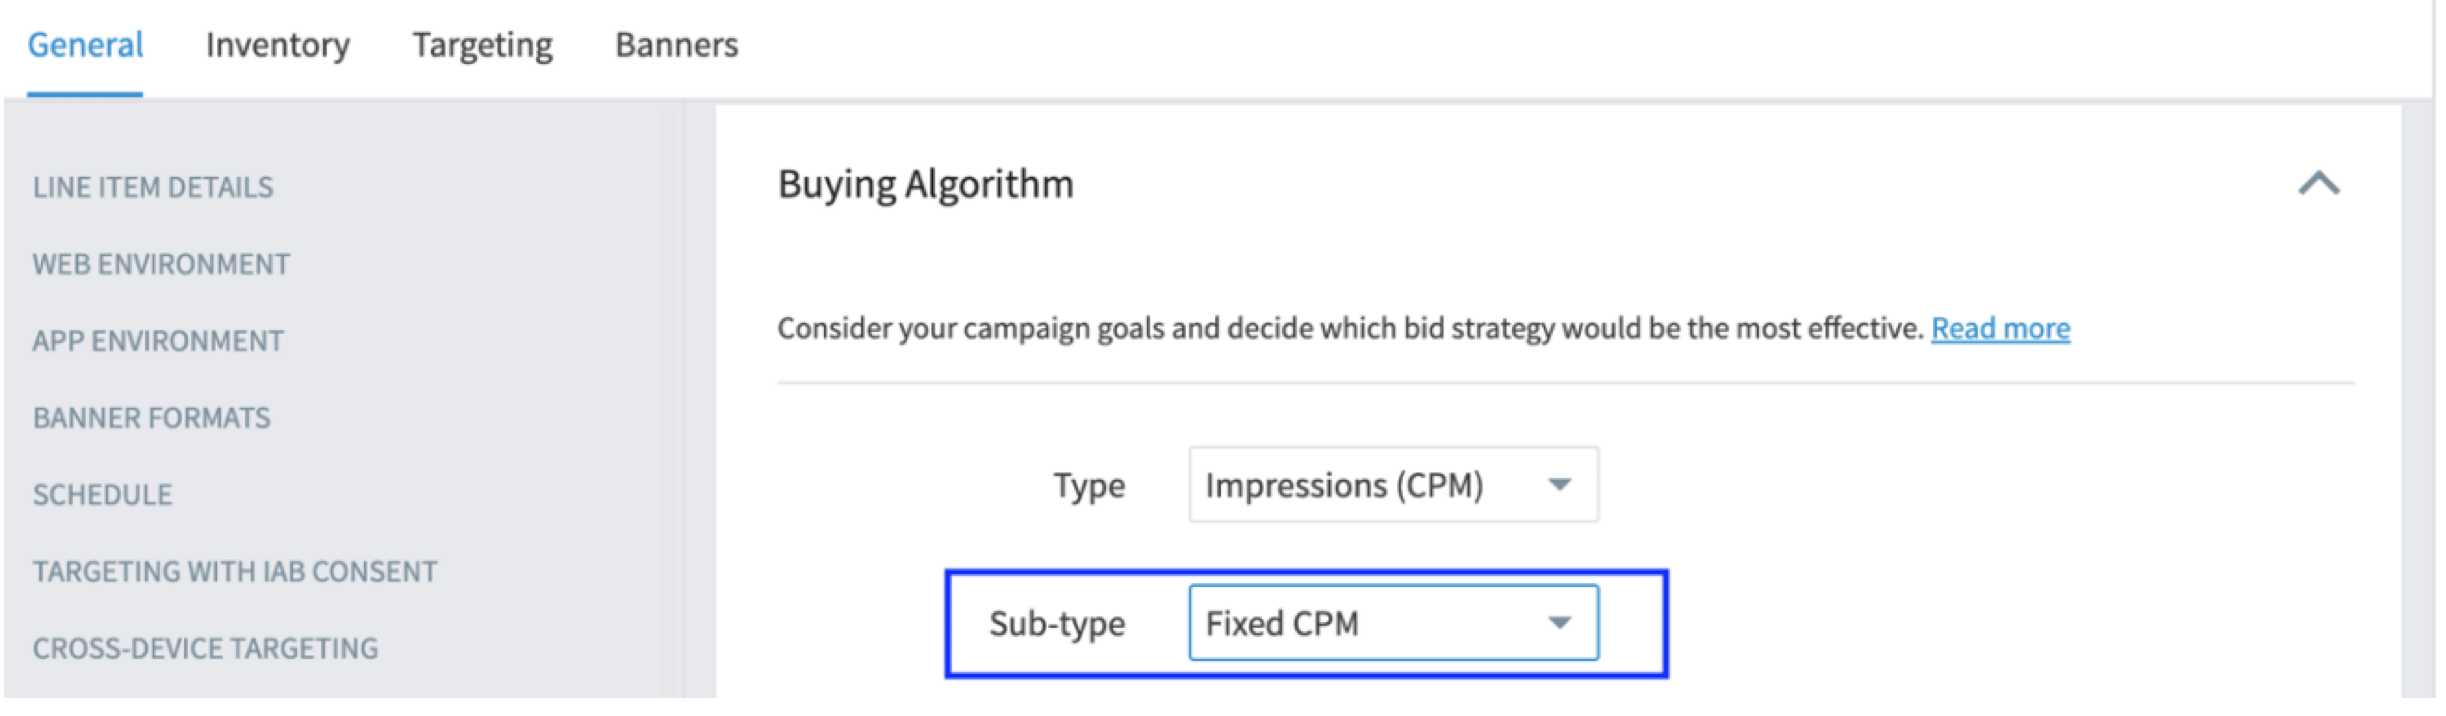 General Inventory Targeting Banners
LINE ITEM DETAILS
WEB ENVIRONMENT
APP ENVIRONMENT
BANNER FORMATS
SCHEDULE
TARGETING WITH IAB CONSENT
CROSS-DEVICE TARGETING
Buying Algorithm
Consider your campaign goals and decide which bid strategy would be the most effective. Read more
Type Impressions (CPM)
Sub-type Fixed CPM